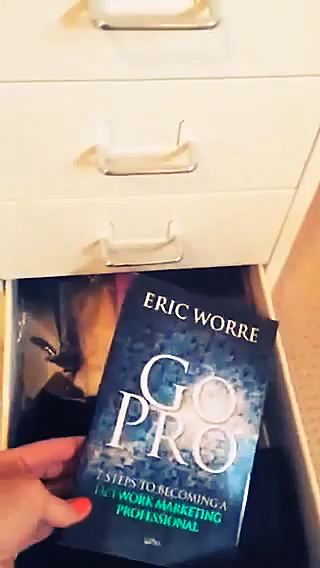 ERIC WORRE
GO
PRO
7 STEPS TO BECOMING A
NETWORK MARKETING
PROFESSIONAL